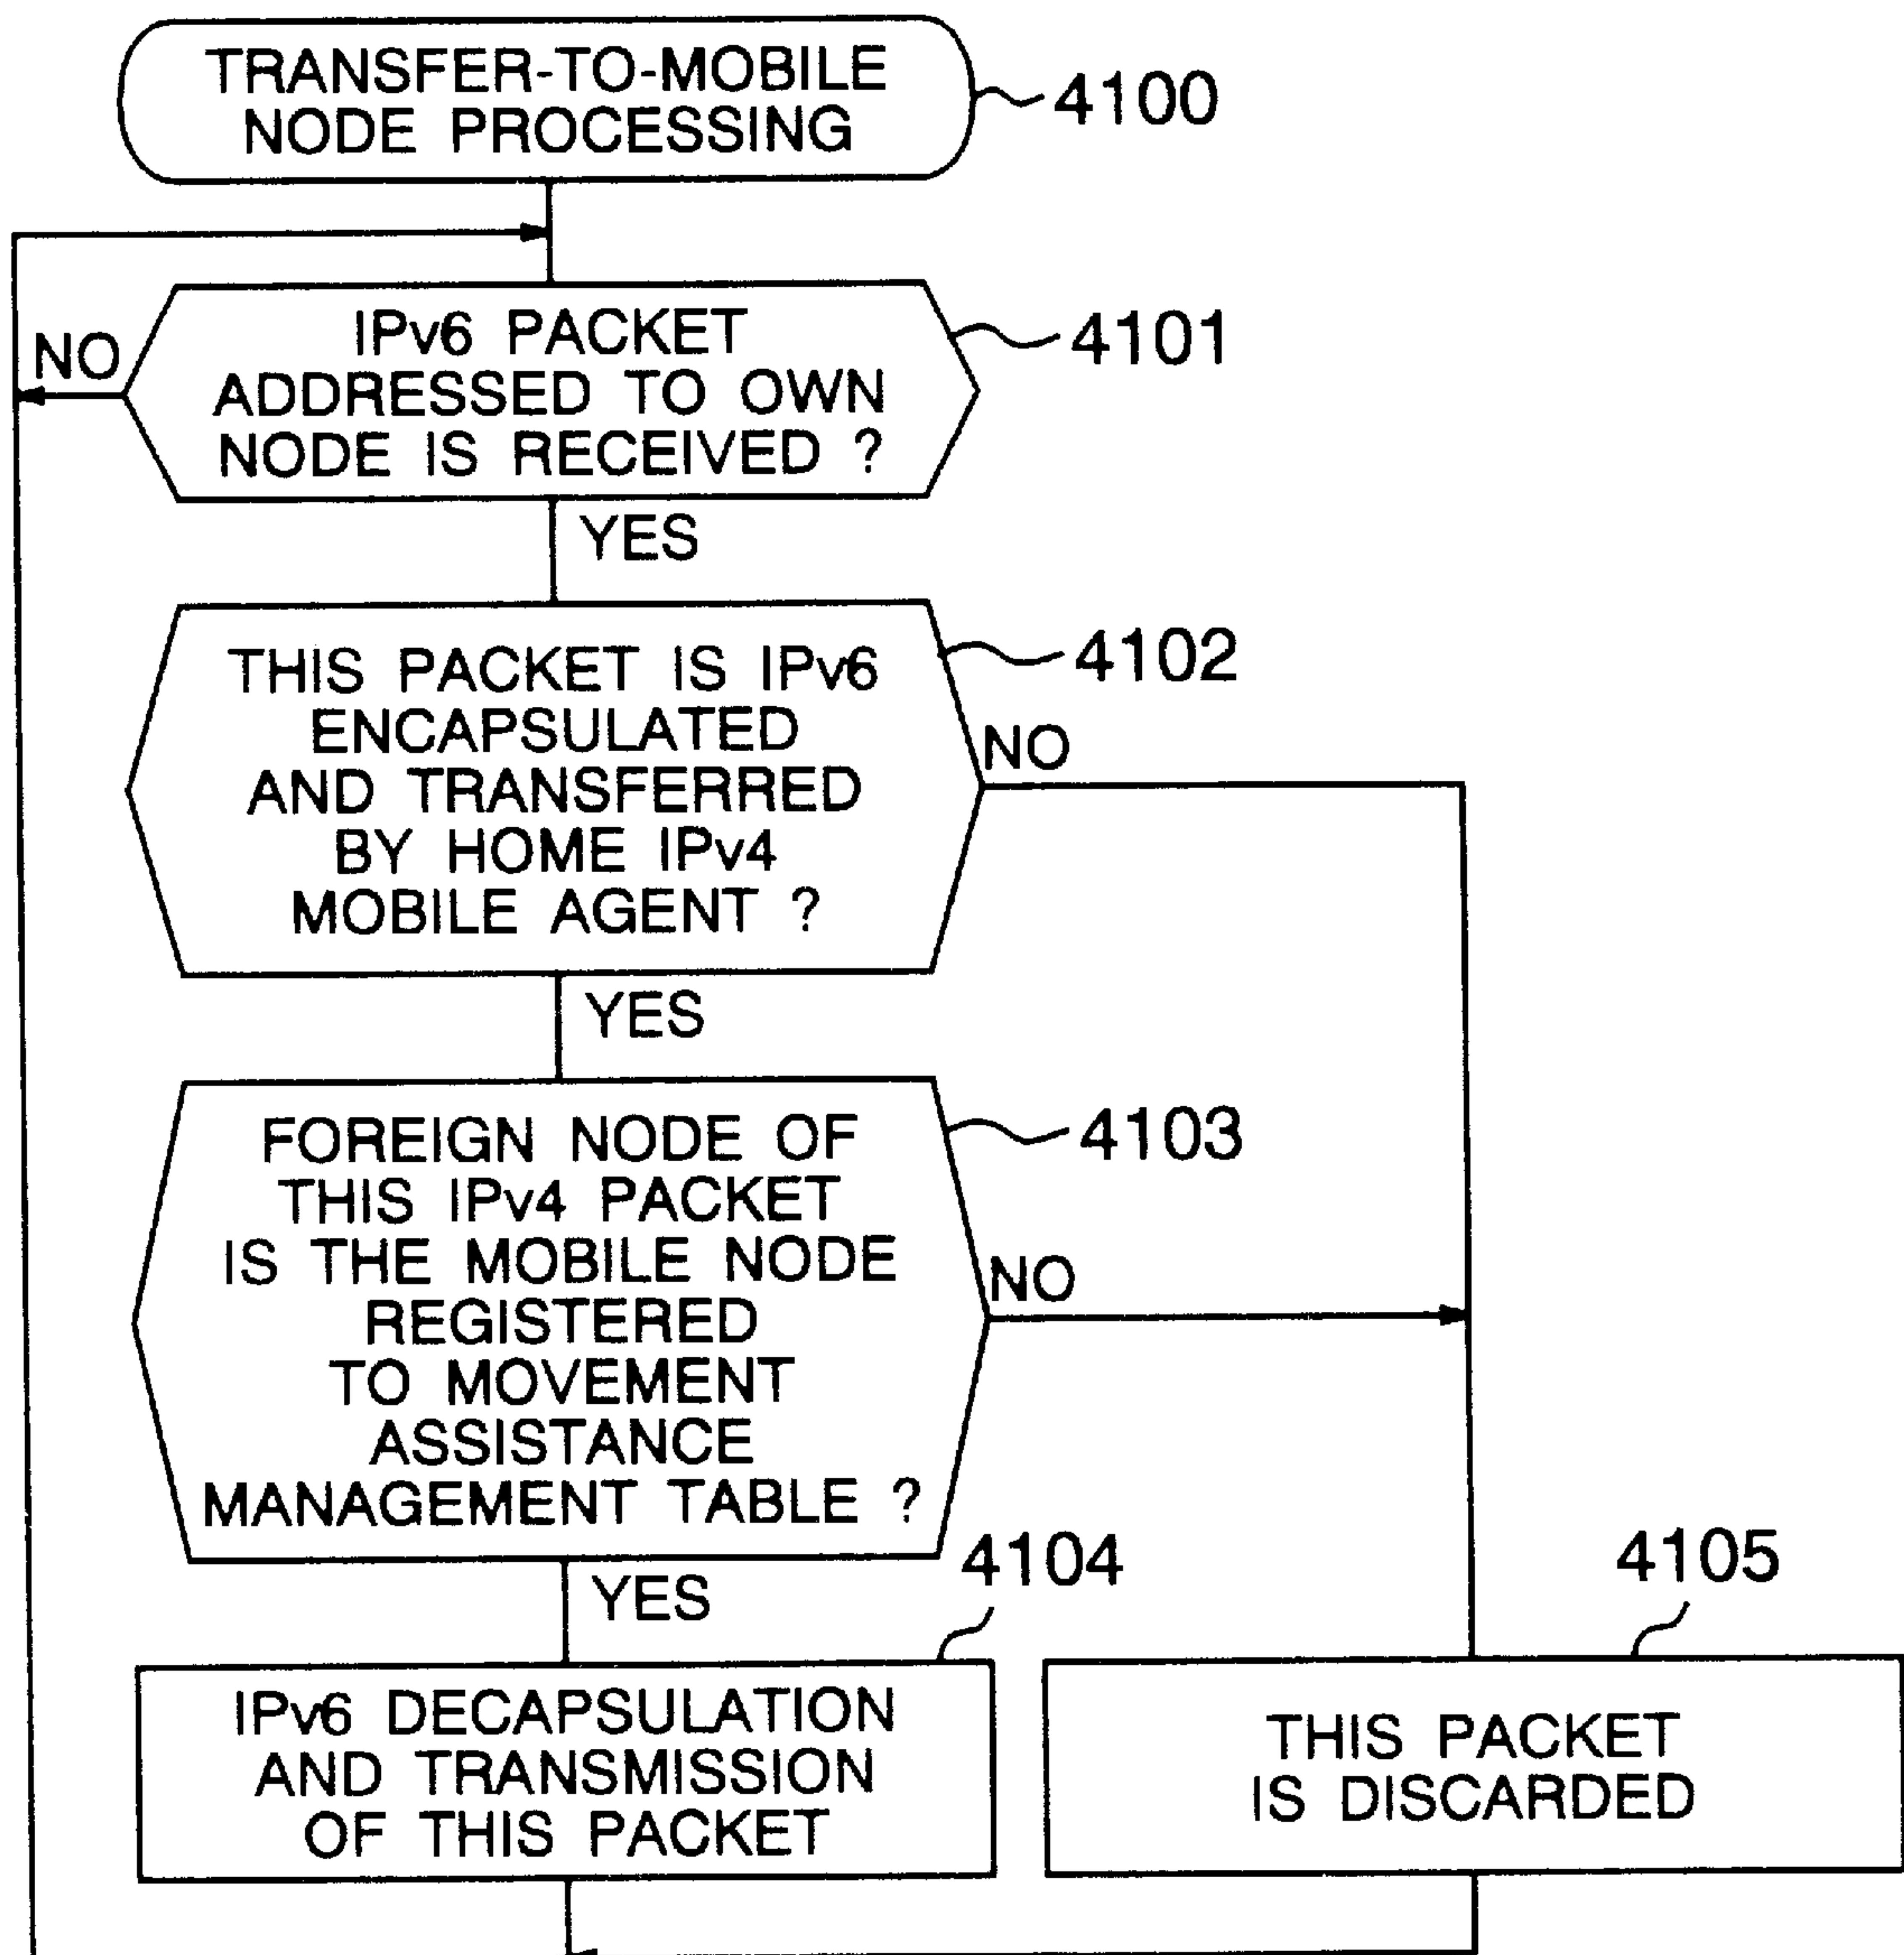 TRANSFER-TO-MOBILE
NODE PROCESSING
4100
IPv6 PACKET
ADDRESSED TO OWN
NODE IS RECEIVED ?
4101
NO
YES
THIS PACKET IS IPv6
ENCAPSULATED
AND TRANSFERRED
BY HOME IPv4
MOBILE AGENT ?
4102
NO
YES
FOREIGN NODE OF
THIS IPv4 PACKET
IS THE MOBILE NODE
REGISTERED
TO MOVEMENT
ASSISTANCE
MANAGEMENT TABLE ?
4103
NO
YES
4104
IPv6 DECAPSULATION
AND TRANSMISSION
OF THIS PACKET
4105
THIS PACKET
IS DISCARDED